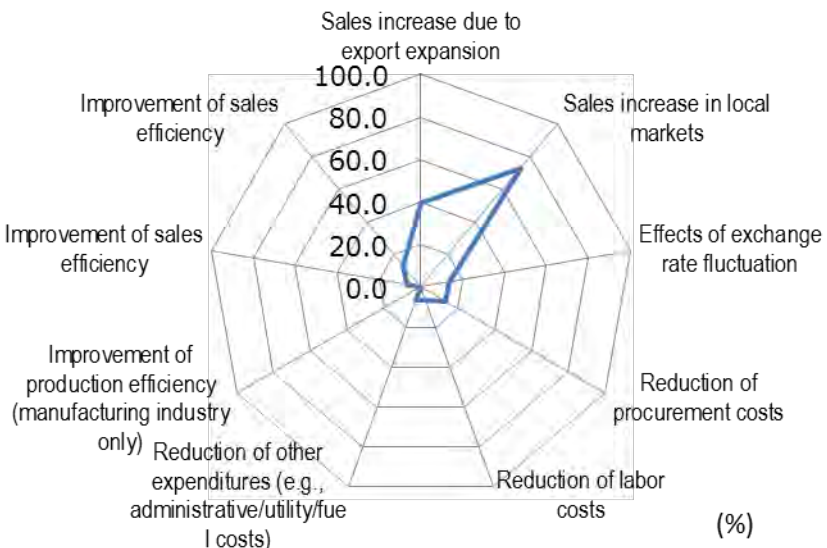 Sales increase due to
export expansion
100.0
80.0
60.0
40.0
20.0
0.0
Sales increase in local
markets
Effects of exchange
rate fluctuation
Reduction of
procurement costs
Reduction of labor
costs
Reduction of other
expenditures (e.g.,
administrative/utility/fue
l costs)
Improvement of
production efficiency
(manufacturing industry
only)
Improvement of sales
efficiency
Improvement of sales
efficiency
(%)